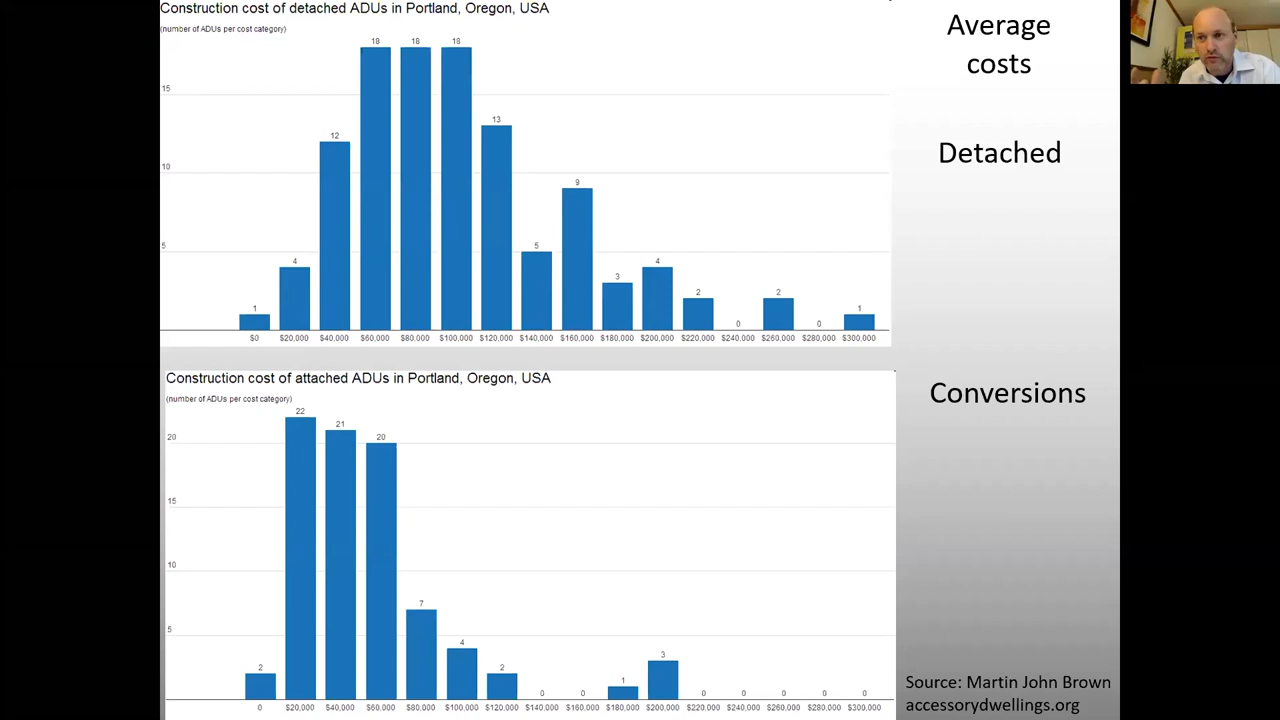 Construction cost of detached ADUs in Portland, Oregon, USA
(number of ADUs per cost category)
18 18 18
15
13
12
10
9
5
5
4 4
3
2 2
1 0 0 1
$0 $20,000 $40,000 $60,000 $80,000 $100,000 $120,000 $140,000 $160,000 $180,000 $200,000 $220,000 $240,000 $260,000 $280,000 $300,000
Average
costs
Detached
Construction cost of attached ADUs in Portland, Oregon, USA
(number of ADUs per cost category)
22
21
20 20
15
10
7
5
4
3
2 2
1
0 0 0 0 0 0 0
0 $20,000 $40,000 $60,000 $80,000 $100,000 $120,000 $140,000 $160,000 $180,000 $200,000 $220,000 $240,000 $260,000 $280,000 $300,000
Conversions
Source: Martin John Brown
accessorydwellings.org